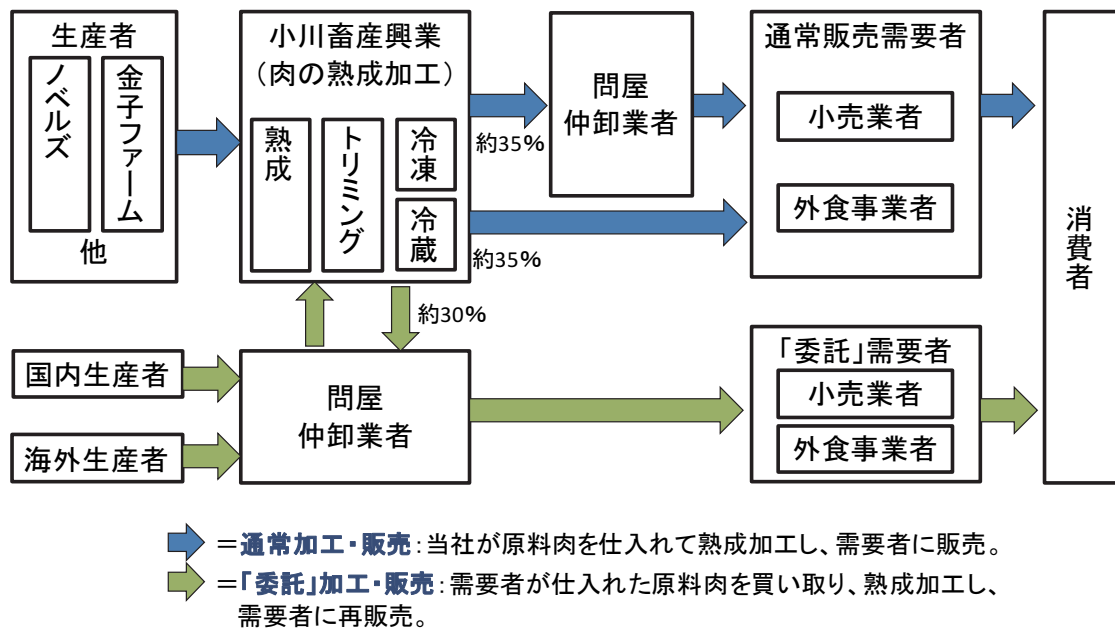 生産者
ノベルズ
金子ファーム
他
小川畜産興業
（肉の熟成加工）
熟成
トリミング
冷凍
冷蔵
約35％
約35％
約30％
問屋
仲卸業者
通常販売需要者
小売業者
外食事業者
消費者
国内生産者
海外生産者
問屋
仲卸業者
「委託」需要者
小売業者
外食事業者
＝通常加工・販売：当社が原料肉を仕入れて熟成加工し、需要者に販売。
＝「委託」加工・販売：需要者が仕入れた原料肉を買い取り、熟成加工し、
需要者に再販売。